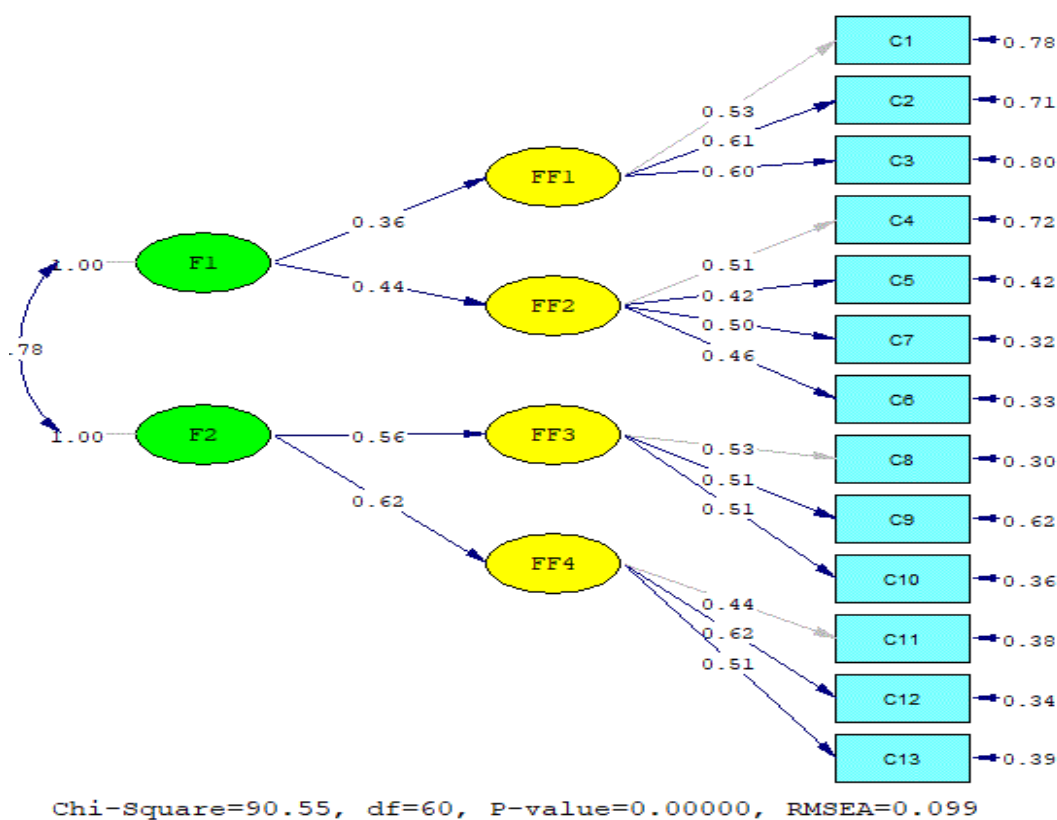 C1
0.78
C2
0.71
0.53
0.61
C3
0.80
0.60
FF1
0.36
C4
0.72
F1
1.00
0.51
C5
0.42
0.44
0.42
FF2
0.50
C7
0.32
.78
0.46
C6
0.33
F2
1.00
0.56
FF3
0.53
C8
0.30
0.51
0.62
0.51
C9
0.62
FF4
C10
0.36
0.44
0.62
C11
0.38
0.51
C12
0.34
C13
0.39
Chi-Square=90.55, df=60, P-value=0.00000, RMSEA=0.099